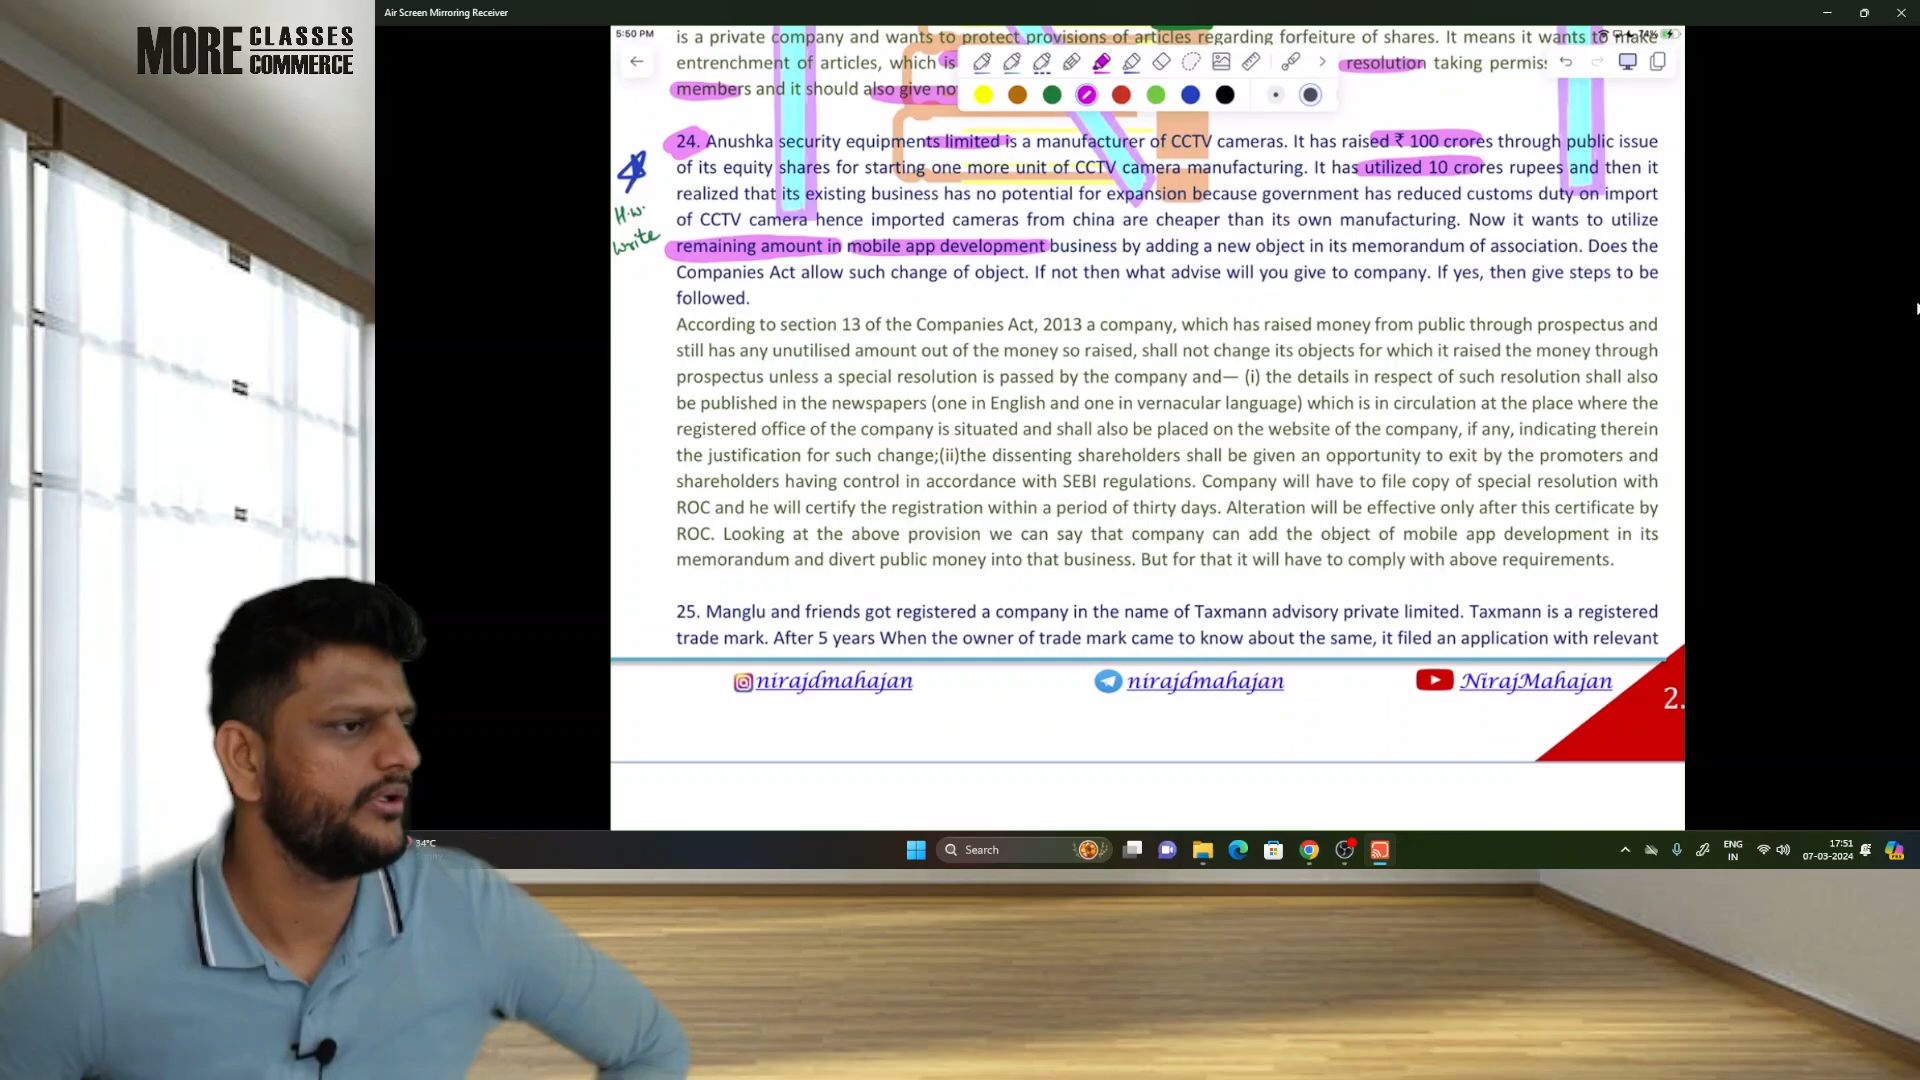 Air Screen Mirroring Receiver
MORE CLASSES
COMMERCE
5:50 PM
74%
is a private company and wants to protect provisions of articles regarding forfeiture of shares. It means it wants to make
entrenchment of articles, which is resolution taking permis
members and it should also give no
24. Anushka security equipments limited is a manufacturer of CCTV cameras. It has raised ₹ 100 crores through public issue
of its equity shares for starting one more unit of CCTV camera manufacturing. It has utilized 10 crores rupees and then it
realized that its existing business has no potential for expansion because government has reduced customs duty on import
H.W.
of CCTV camera hence imported cameras from china are cheaper than its own manufacturing. Now it wants to utilize
write
remaining amount in mobile app development business by adding a new object in its memorandum of association. Does the
Companies Act allow such change of object. If not then what advise will you give to company. If yes, then give steps to be
followed.
According to section 13 of the Companies Act, 2013 a company, which has raised money from public through prospectus and
still has any unutilised amount out of the money so raised, shall not change its objects for which it raised the money through
prospectus unless a special resolution is passed by the company and— (i) the details in respect of such resolution shall also
be published in the newspapers (one in English and one in vernacular language) which is in circulation at the place where the
registered office of the company is situated and shall also be placed on the website of the company, if any, indicating therein
the justification for such change;(ii)the dissenting shareholders shall be given an opportunity to exit by the promoters and
shareholders having control in accordance with SEBI regulations. Company will have to file copy of special resolution with
ROC and he will certify the registration within a period of thirty days. Alteration will be effective only after this certificate by
ROC. Looking at the above provision we can say that company can add the object of mobile app development in its
memorandum and divert public money into that business. But for that it will have to comply with above requirements.
25. Manglu and friends got registered a company in the name of Taxmann advisory private limited. Taxmann is a registered
trade mark. After 5 years When the owner of trade mark came to know about the same, it filed an application with relevant
nirajdmahajan nirajdmahajan NirajMahajan
2.
34°C
Search
ENG
IN
17:51
07-03-2024